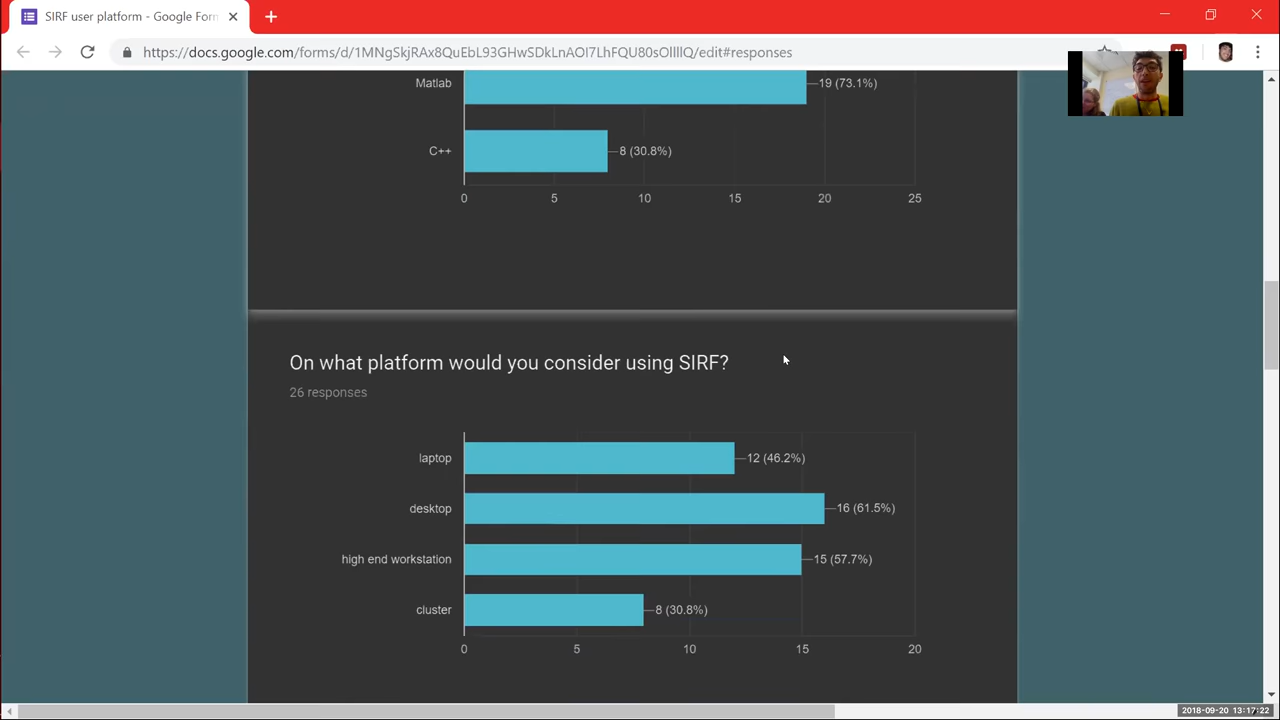 SIRF user platform - Google Form
https://docs.google.com/forms/d/1MNgSkjRAx8QuEbL93GHwSDkLnAO!7LhFQU80sOllllQ/edit#responses
Matlab
19 (73.1%)
C++
8 (30.8%)
0 5 10 15 20 25
On what platform would you consider using SIRF?
26 responses
laptop
12 (46.2%)
desktop
16 (61.5%)
high end workstation
15 (57.7%)
cluster
8 (30.8%)
0 5 10 15 20
2018-09-20 13:17:22